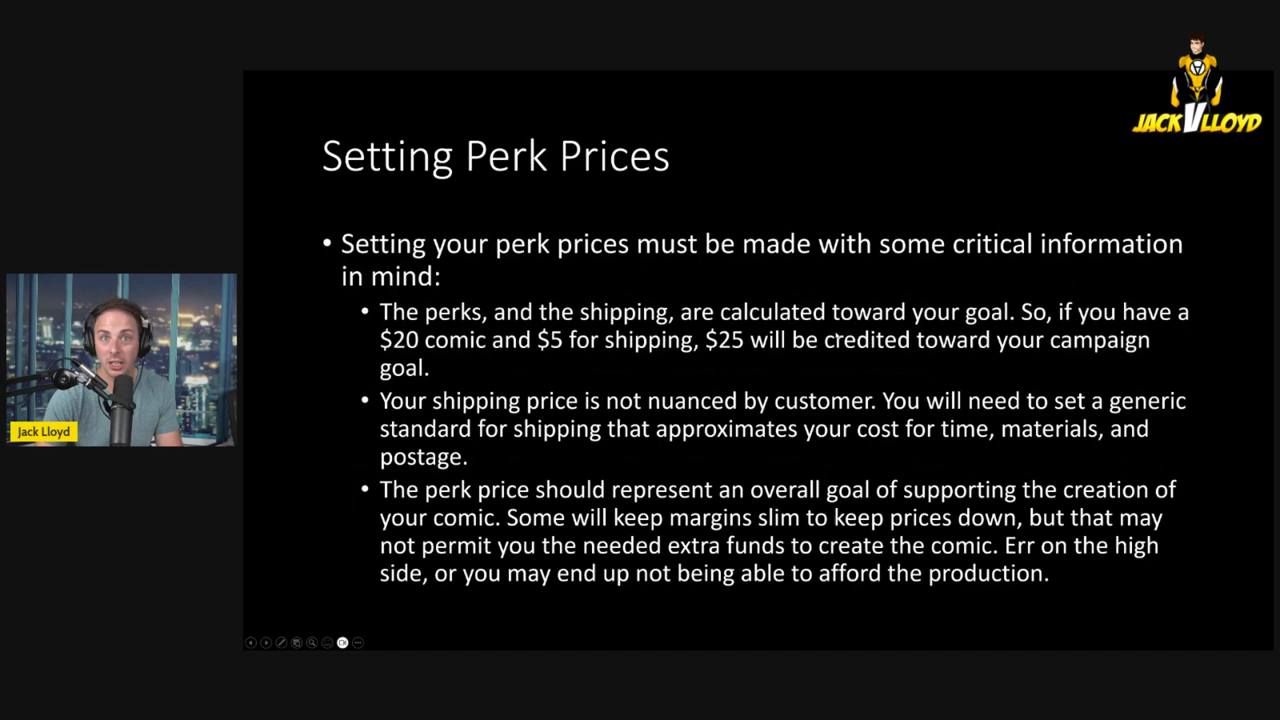 JACK V LLOYD
Setting Perk Prices
• Setting your perk prices must be made with some critical information
in mind:
• The perks, and the shipping, are calculated toward your goal. So, if you have a
$20 comic and $5 for shipping, $25 will be credited toward your campaign
goal.
• Your shipping price is not nuanced by customer. You will need to set a generic
standard for shipping that approximates your cost for time, materials, and
postage.
• The perk price should represent an overall goal of supporting the creation of
your comic. Some will keep margins slim to keep prices down, but that may
not permit you the needed extra funds to create the comic. Err on the high
side, or you may end up not being able to afford the production.
Jack Lloyd